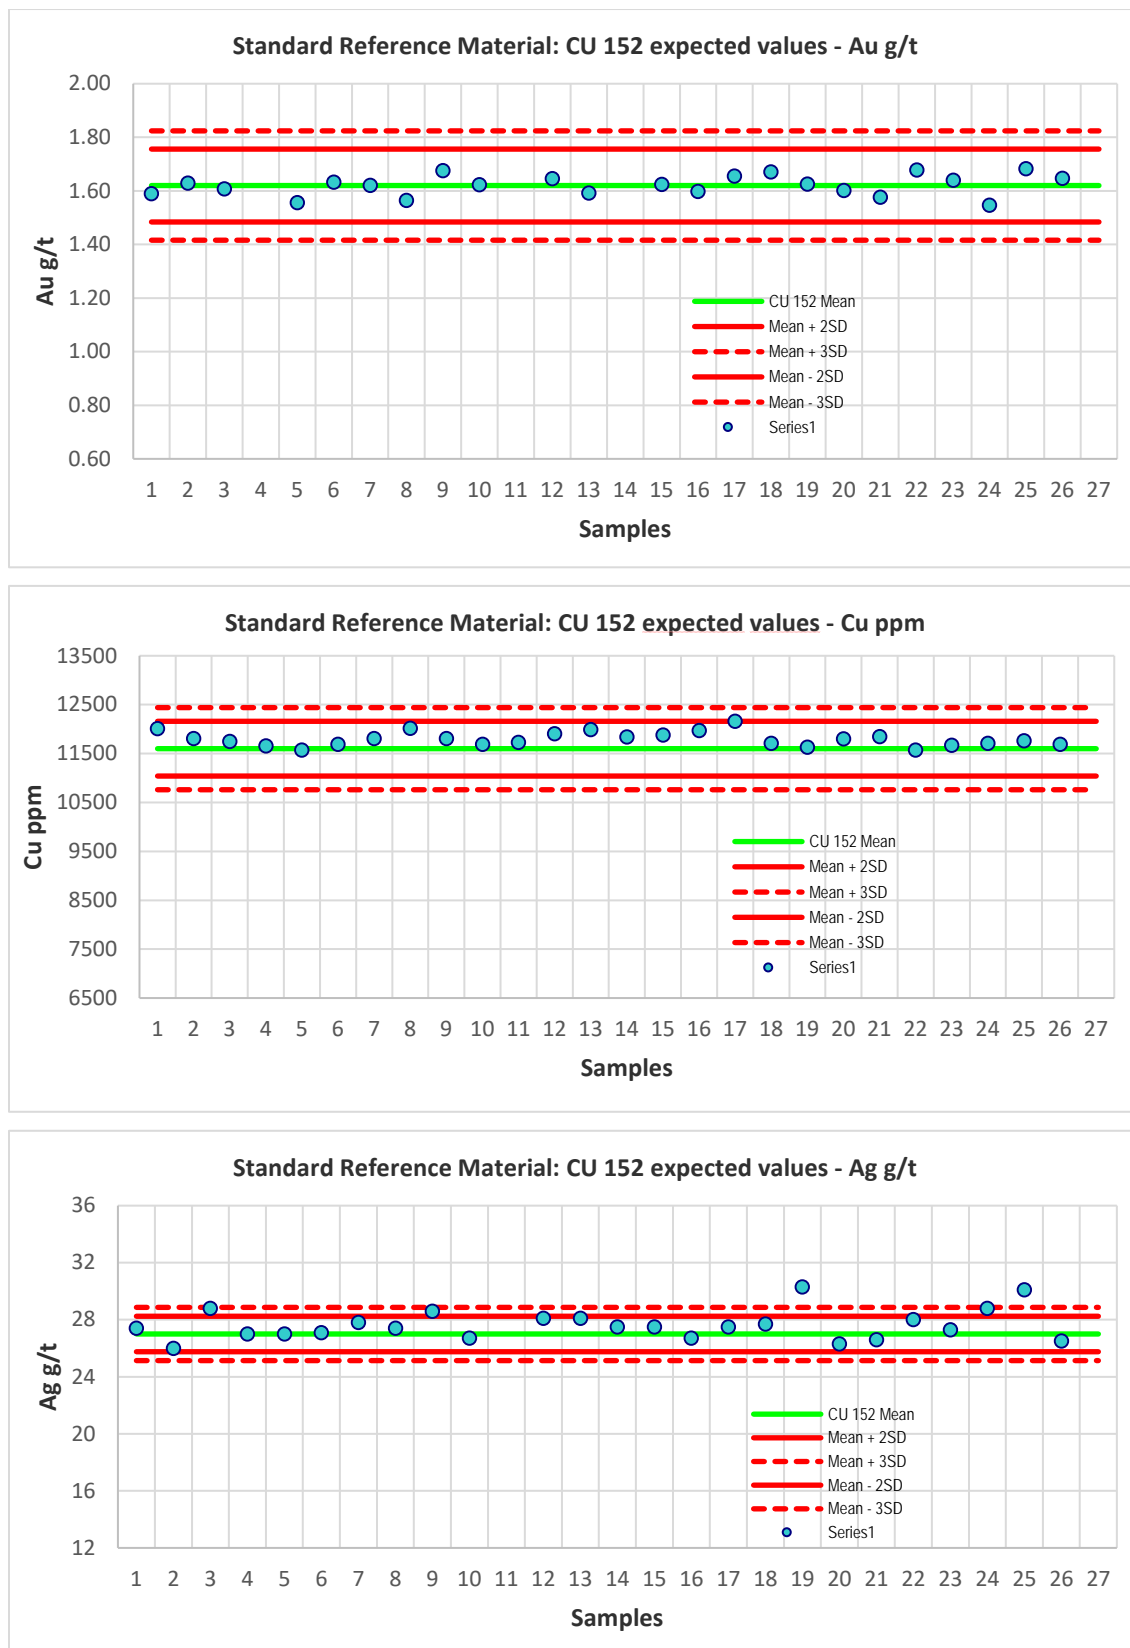 Standard Reference Material: CU 152 expected values - Au g/t
2.00
1.80
1.60
1.40
1.20
1.00
0.80
0.60
Au g/t
CU 152 Mean
Mean + 2SD
Mean + 3SD
Mean - 2SD
Mean - 3SD
Series1
1 2 3 4 5 6 7 8 9 10 11 12 13 14 15 16 17 18 19 20 21 22 23 24 25 26 27
Samples
Standard Reference Material: CU 152 expected values - Cu ppm
13500
12500
11500
10500
9500
8500
7500
6500
Cu ppm
CU 152 Mean
Mean + 2SD
Mean + 3SD
Mean - 2SD
Mean - 3SD
Series1
1 2 3 4 5 6 7 8 9 10 11 12 13 14 15 16 17 18 19 20 21 22 23 24 25 26 27
Samples
Standard Reference Material: CU 152 expected values - Ag g/t
36
32
28
24
20
16
12
Ag g/t
CU 152 Mean
Mean + 2SD
Mean + 3SD
Mean - 2SD
Mean - 3SD
Series1
1 2 3 4 5 6 7 8 9 10 11 12 13 14 15 16 17 18 19 20 21 22 23 24 25 26 27
Samples